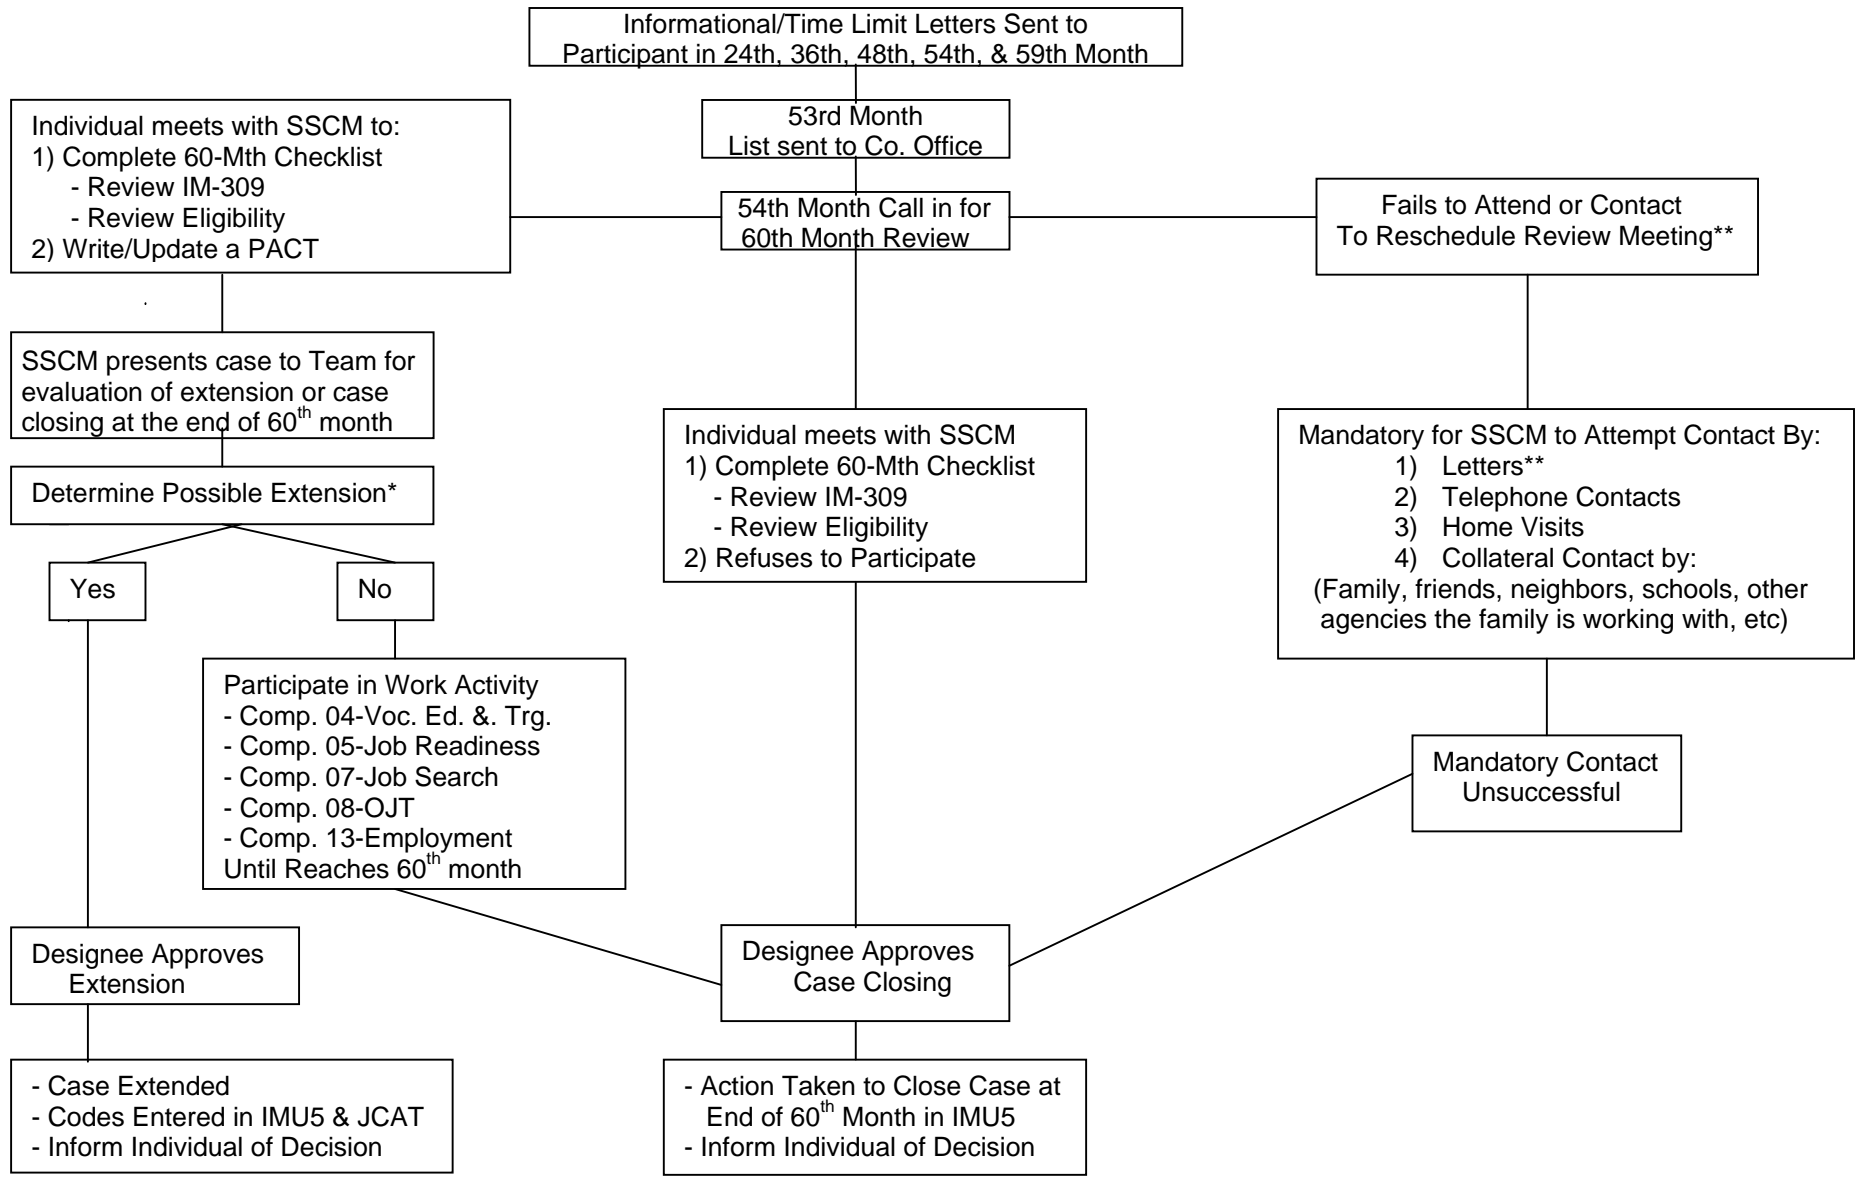 Informational/Time Limit Letters Sent to
Participant in 24th, 36th, 48th, 54th, & 59th Month
53rd Month
List sent to Co. Office
54th Month Call in for
60th Month Review
Individual meets with SSCM to:
1) Complete 60-Mth Checklist
- Review IM-309
- Review Eligibility
2) Write/Update a PACT
Fails to Attend or Contact
To Reschedule Review Meeting**
SSCM presents case to Team for
evaluation of extension or case
closing at the end of 60th month
Determine Possible Extension*
Yes
No
Participate in Work Activity
- Comp. 04-Voc. Ed. &. Trg.
- Comp. 05-Job Readiness
- Comp. 07-Job Search
- Comp. 08-OJT
- Comp. 13-Employment
Until Reaches 60th month
Individual meets with SSCM
1) Complete 60-Mth Checklist
- Review IM-309
- Review Eligibility
2) Refuses to Participate
Mandatory for SSCM to Attempt Contact By:
1) Letters**
2) Telephone Contacts
3) Home Visits
4) Collateral Contact by:
(Family, friends, neighbors, schools, other
agencies the family is working with, etc)
Mandatory Contact
Unsuccessful
Designee Approves
Extension
Designee Approves
Case Closing
- Case Extended
- Codes Entered in IMU5 & JCAT
- Inform Individual of Decision
- Action Taken to Close Case at
End of 60th Month in IMU5
- Inform Individual of Decision